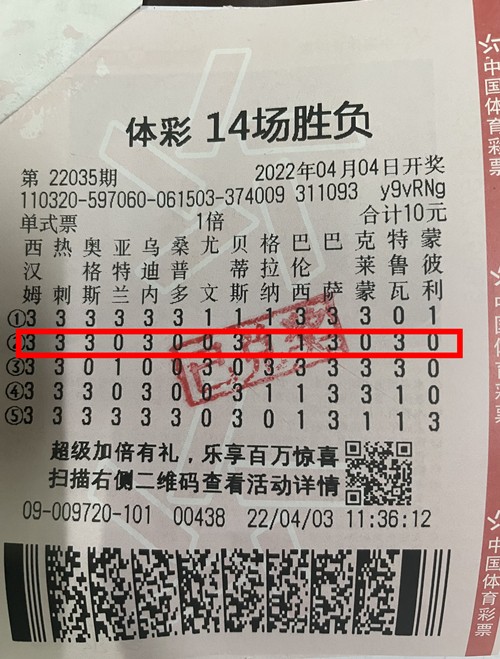 体彩 14场胜负
第 22035期 2022年04月04日开奖
110320-597060-061503-374009 311093 y9vRNg
单式票 1倍 合计10元
西 热 奥 亚 乌 桑 尤 贝 格 巴 巴 克 特 蒙
汉 格 特 迪 普 蒂 拉 伦 莱 鲁 彼
姆 刺 斯 兰 内 多 文 斯 纳 西 萨 蒙 瓦 利
①3 3 3 3 3 3 1 1 1 3 3 3 0 1
②3 3 3 0 3 0 0 3 1 1 3 0 3 0
③3 3 0 1 0 0 3 0 3 3 3 3 3 0
④3 3 3 0 3 0 0 3 1 1 3 3 1 0
⑤3 3 3 3 3 3 0 3 0 1 3 1 1 3
已兑奖
超级加倍有礼，乐享百万惊喜
扫描右侧二维码查看活动详情
09-009720-101 00438 22/04/03 11:36:12
中国体育彩票
中国体育彩票